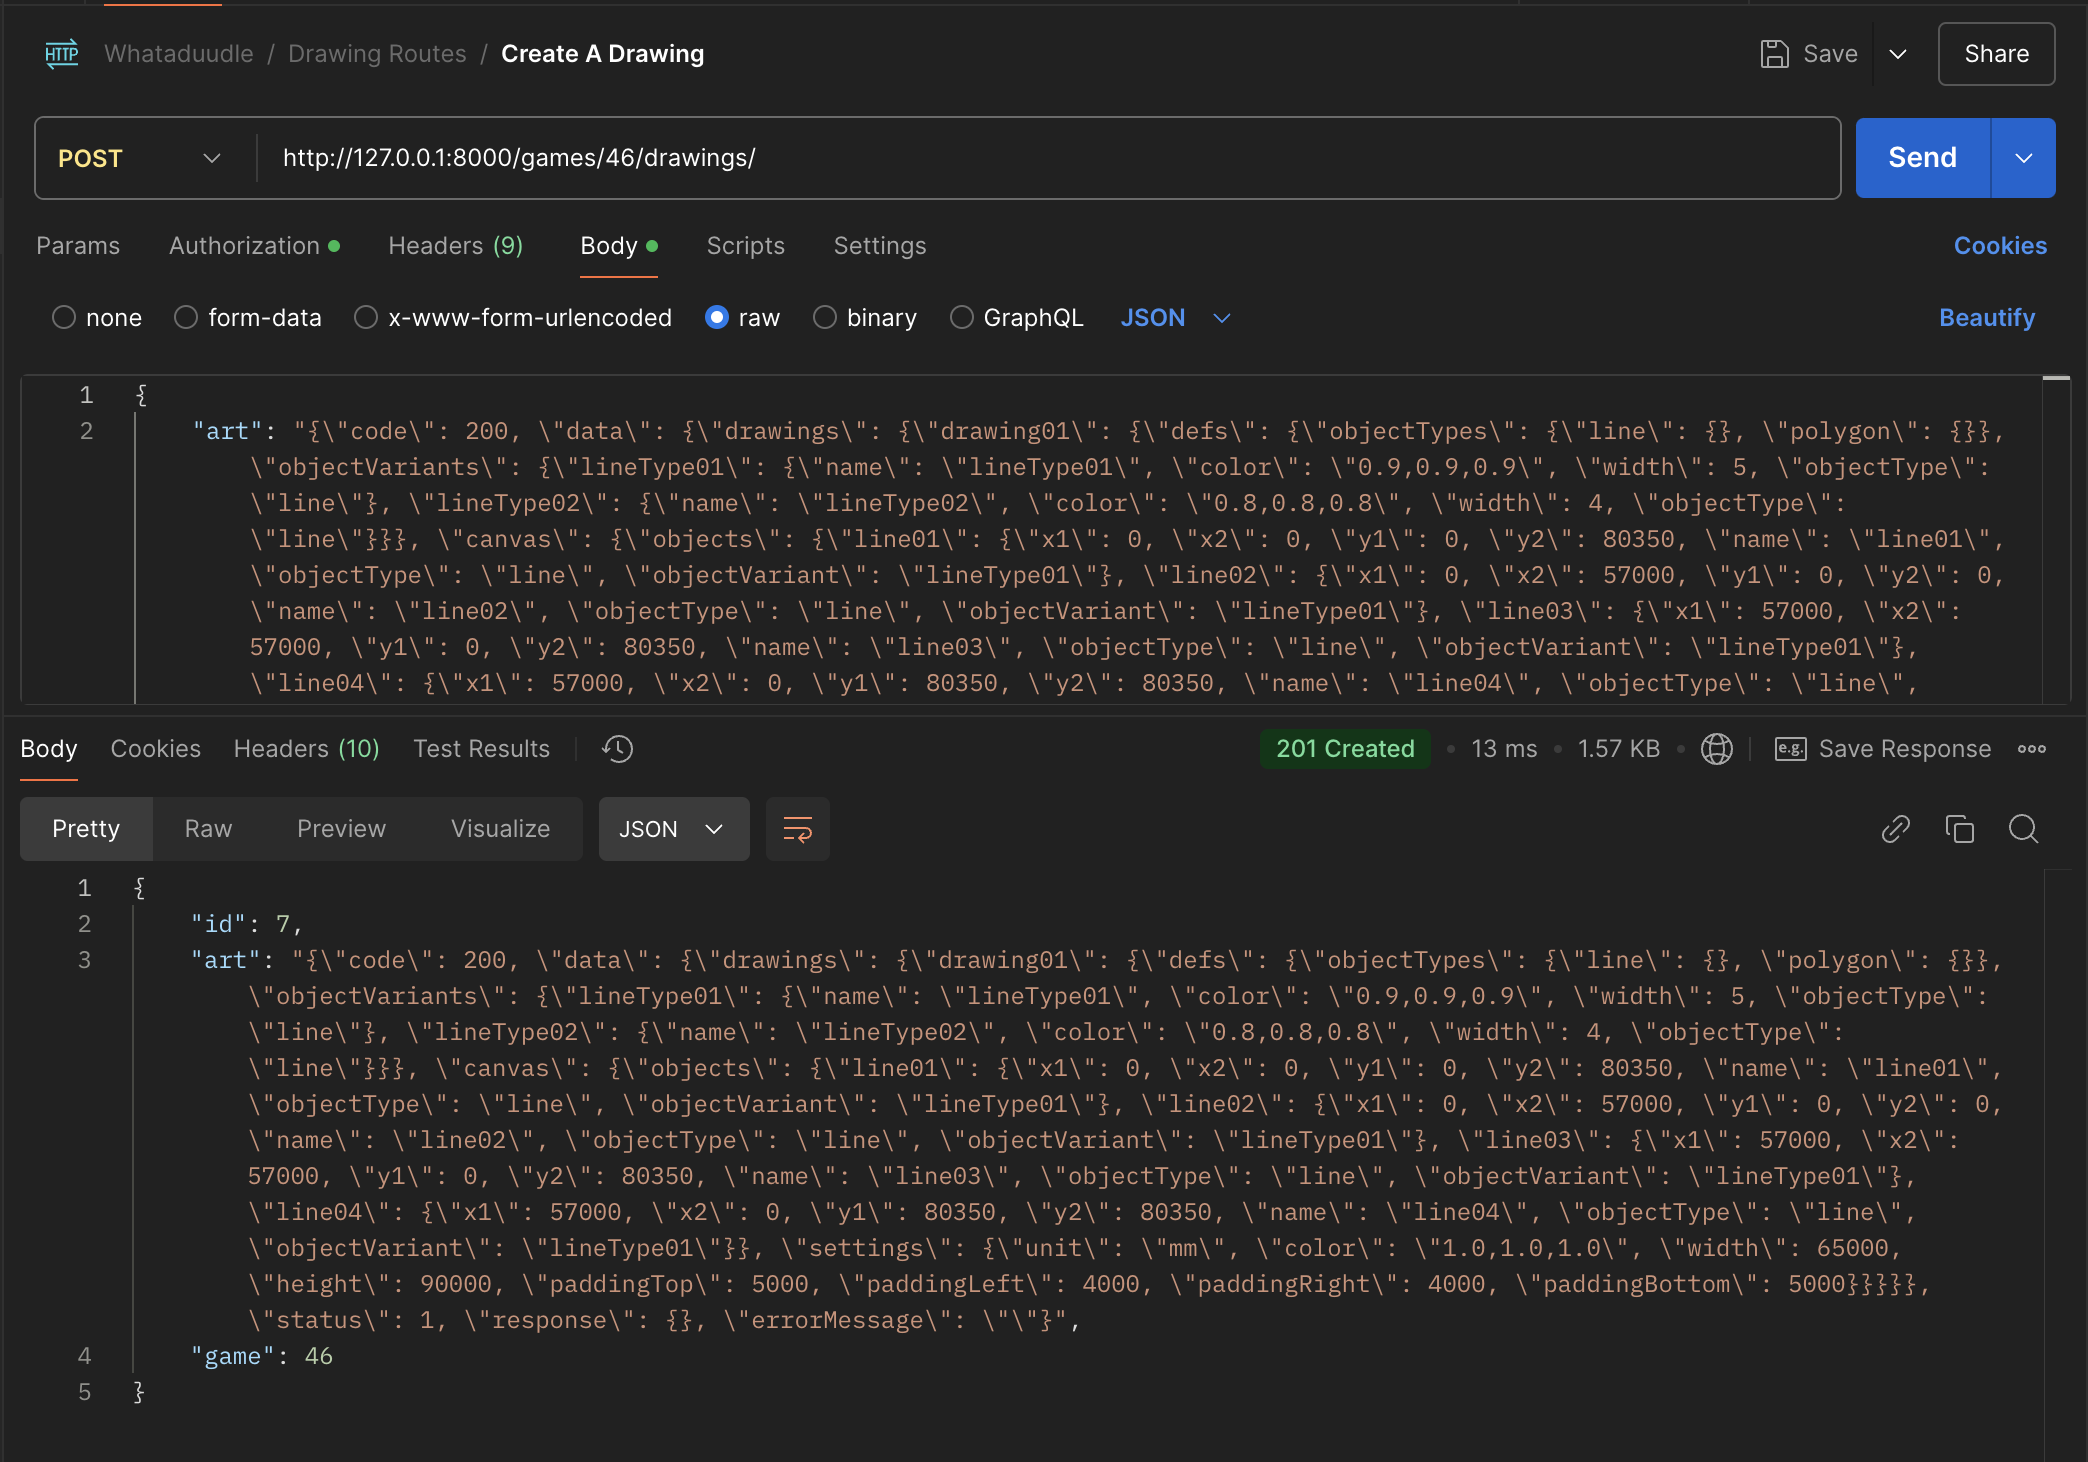 HTTP Whataduudle / Drawing Routes / Create A Drawing Save Share
POST http://127.0.0.1:8000/games/46/drawings/ Send
Params Authorization Headers (9) Body Scripts Settings Cookies
none form-data x-www-form-urlencoded raw binary GraphQL JSON Beautify
1 {
2 "art": "{\"code\": 200, \"data\": {\"drawings\": {\"drawing01\": {\"defs\": {\"objectTypes\": {\"line\": {}, \"polygon\": {}},
\"objectVariants\": {\"lineType01\": {\"name\": \"lineType01\", \"color\": \"0.9,0.9,0.9\", \"width\": 5, \"objectType\":
\"line\"}, \"lineType02\": {\"name\": \"lineType02\", \"color\": \"0.8,0.8,0.8\", \"width\": 4, \"objectType\":
\"line\"}}}, \"canvas\": {\"objects\": {\"line01\": {\"x1\": 0, \"x2\": 0, \"y1\": 0, \"y2\": 80350, \"name\": \"line01\",
\"objectType\": \"line\", \"objectVariant\": \"lineType01\"}, \"line02\": {\"x1\": 0, \"x2\": 57000, \"y1\": 0, \"y2\": 0,
\"name\": \"line02\", \"objectType\": \"line\", \"objectVariant\": \"lineType01\"}, \"line03\": {\"x1\": 57000, \"x2\":
57000, \"y1\": 0, \"y2\": 80350, \"name\": \"line03\", \"objectType\": \"line\", \"objectVariant\": \"lineType01\"},
\"line04\": {\"x1\": 57000, \"x2\": 0, \"y1\": 80350, \"y2\": 80350, \"name\": \"line04\", \"objectType\": \"line\",
Body Cookies Headers (10) Test Results 201 Created • 13 ms • 1.57 KB • e.g. Save Response
Pretty Raw Preview Visualize JSON
1 {
2 "id": 7,
3 "art": "{\"code\": 200, \"data\": {\"drawings\": {\"drawing01\": {\"defs\": {\"objectTypes\": {\"line\": {}, \"polygon\": {}},
\"objectVariants\": {\"lineType01\": {\"name\": \"lineType01\", \"color\": \"0.9,0.9,0.9\", \"width\": 5, \"objectType\":
\"line\"}, \"lineType02\": {\"name\": \"lineType02\", \"color\": \"0.8,0.8,0.8\", \"width\": 4, \"objectType\":
\"line\"}}}, \"canvas\": {\"objects\": {\"line01\": {\"x1\": 0, \"x2\": 0, \"y1\": 0, \"y2\": 80350, \"name\": \"line01\",
\"objectType\": \"line\", \"objectVariant\": \"lineType01\"}, \"line02\": {\"x1\": 0, \"x2\": 57000, \"y1\": 0, \"y2\": 0,
\"name\": \"line02\", \"objectType\": \"line\", \"objectVariant\": \"lineType01\"}, \"line03\": {\"x1\": 57000, \"x2\":
57000, \"y1\": 0, \"y2\": 80350, \"name\": \"line03\", \"objectType\": \"line\", \"objectVariant\": \"lineType01\"},
\"line04\": {\"x1\": 57000, \"x2\": 0, \"y1\": 80350, \"y2\": 80350, \"name\": \"line04\", \"objectType\": \"line\",
\"objectVariant\": \"lineType01\"}}, \"settings\": {\"unit\": \"mm\", \"color\": \"1.0,1.0,1.0\", \"width\": 65000,
\"height\": 90000, \"paddingTop\": 5000, \"paddingLeft\": 4000, \"paddingRight\": 4000, \"paddingBottom\": 5000}}}}},
\"status\": 1, \"response\": {}, \"errorMessage\": \"\"}",
4 "game": 46
5 }